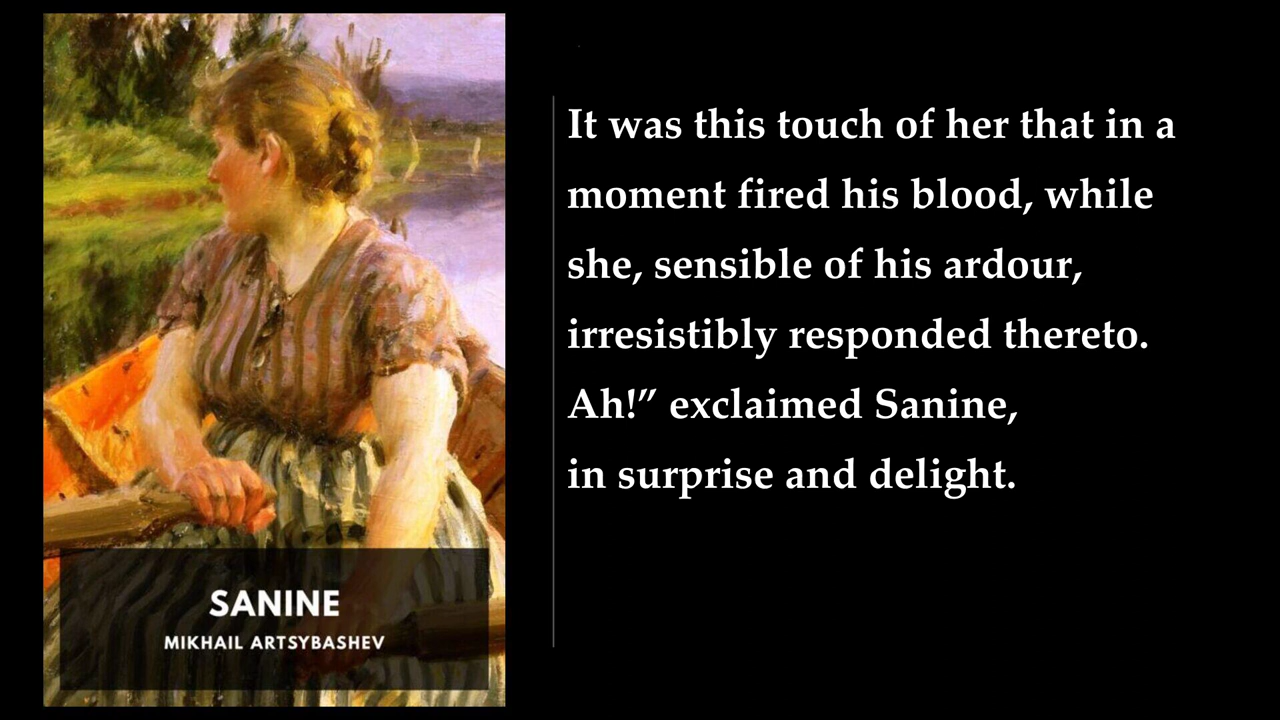 SANINE
MIKHAIL ARTSYBASHEV
It was this touch of her that in a
moment fired his blood, while
she, sensible of his ardour,
irresistibly responded thereto.
Ah!” exclaimed Sanine,
in surprise and delight.